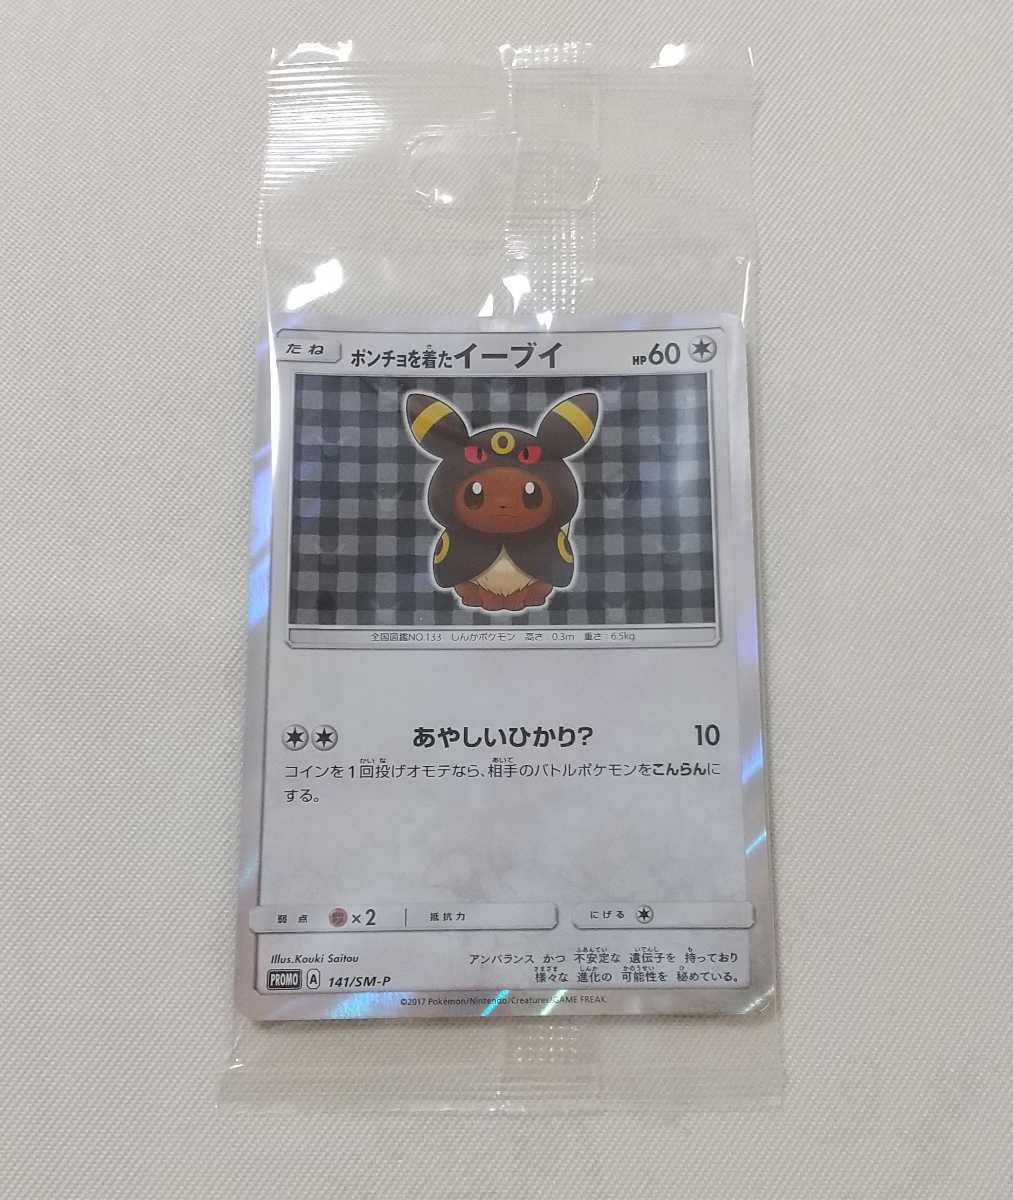 たね ポンチョを着たイーブイ HP60
全国図鑑NO.133 しんかポケモン 高さ:0.3m 重さ:6.5kg
あやしいひかり? 10
コインを1回投げオモテなら、相手のバトルポケモンをこんらんに
する。
弱点 ×2 抵抗力 にげる
Illus.Kouki Saitou
アンバランス かつ 不安定な 遺伝子を 持っており
様々な 進化の 可能性を 秘めている。
PROMO A 141/SM-P
©2017 Pokémon/Nintendo/Creatures/GAME FREAK.